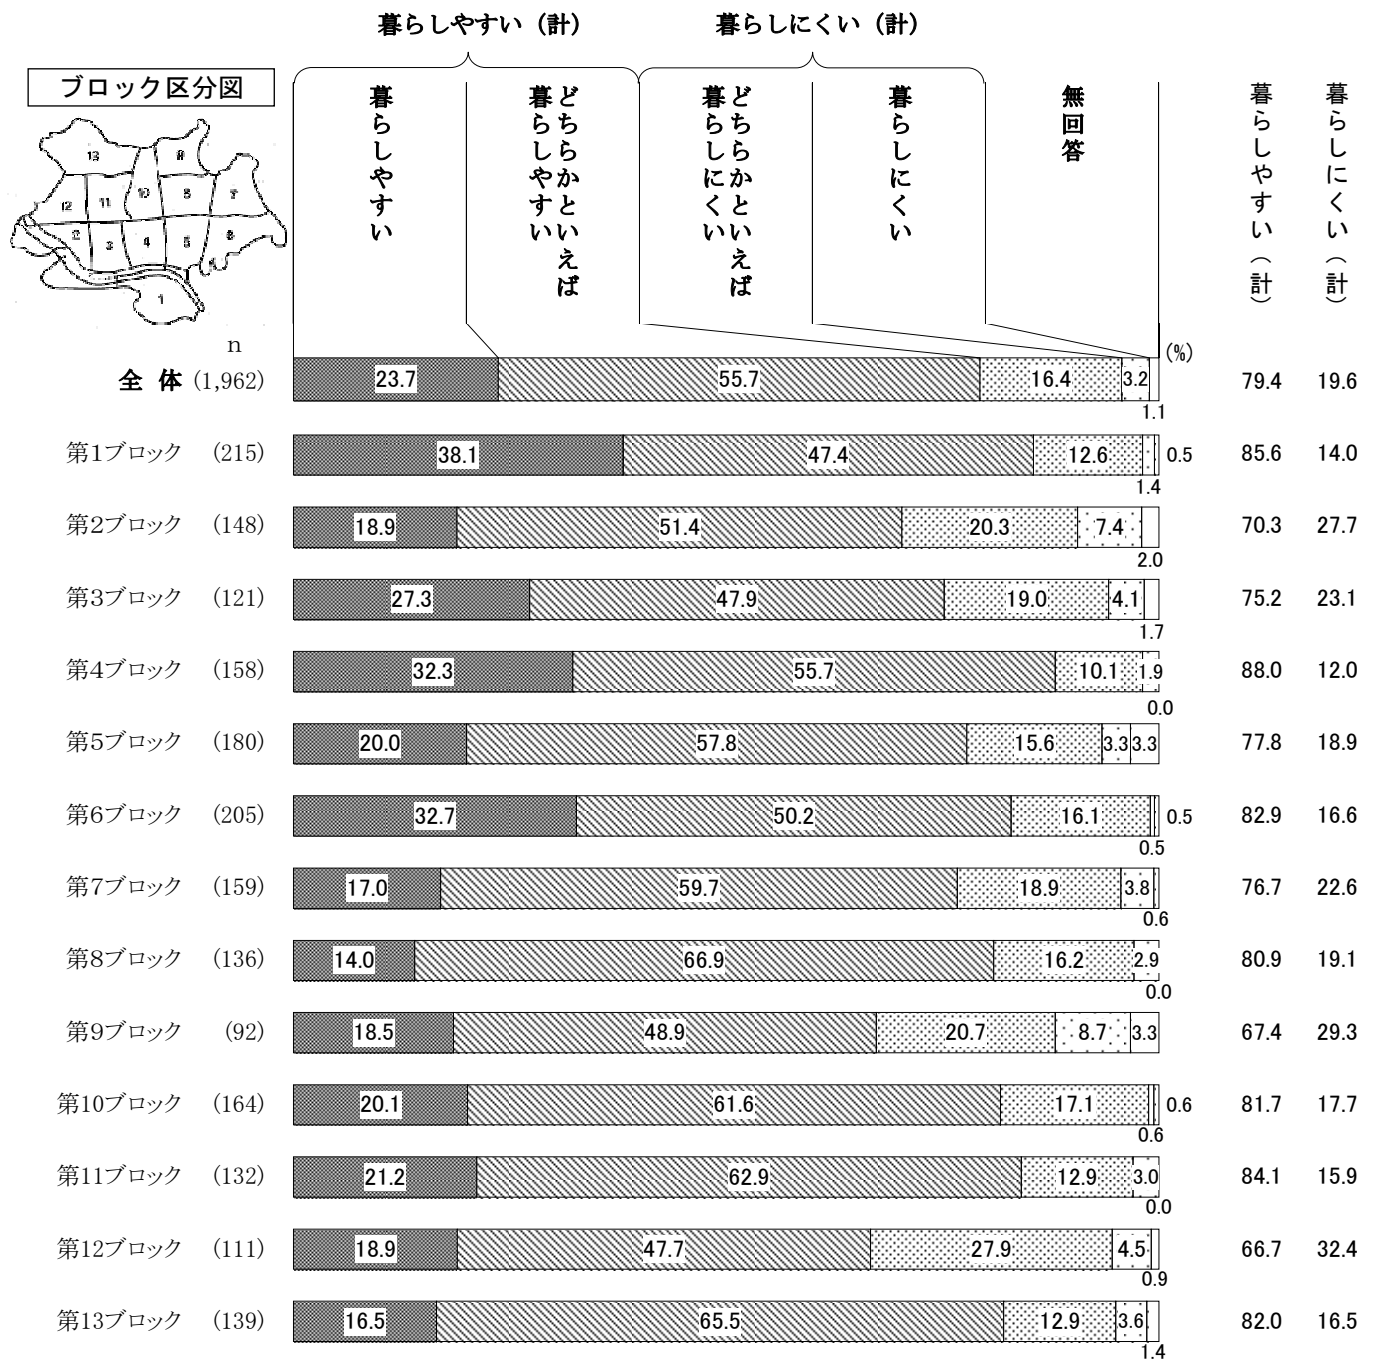 暮らしやすい（計）
暮らしにくい（計）
ブロック区分図
暮らしやすい
どちらかといえば
暮らしやすい
どちらかといえば
暮らしにくい
暮らしにくい
無回答
暮らしやすい（計）
暮らしにくい（計）
13
12
11
10
7
3
4
5
1
n
(%)
全 体 (1,962) 23.7 55.7 16.4 3.2 1.1 79.4 19.6
第1ブロック (215) 38.1 47.4 12.6 1.4 0.5 85.6 14.0
第2ブロック (148) 18.9 51.4 20.3 7.4 2.0 70.3 27.7
第3ブロック (121) 27.3 47.9 19.0 4.1 1.7 75.2 23.1
第4ブロック (158) 32.3 55.7 10.1 1.9 0.0 88.0 12.0
第5ブロック (180) 20.0 57.8 15.6 3.3 3.3 77.8 18.9
第6ブロック (205) 32.7 50.2 16.1 0.5 0.5 82.9 16.6
第7ブロック (159) 17.0 59.7 18.9 3.8 0.6 76.7 22.6
第8ブロック (136) 14.0 66.9 16.2 2.9 0.0 80.9 19.1
第9ブロック (92) 18.5 48.9 20.7 8.7 3.3 67.4 29.3
第10ブロック (164) 20.1 61.6 17.1 0.6 0.6 81.7 17.7
第11ブロック (132) 21.2 62.9 12.9 3.0 0.0 84.1 15.9
第12ブロック (111) 18.9 47.7 27.9 4.5 0.9 66.7 32.4
第13ブロック (139) 16.5 65.5 12.9 3.6 1.4 82.0 16.5